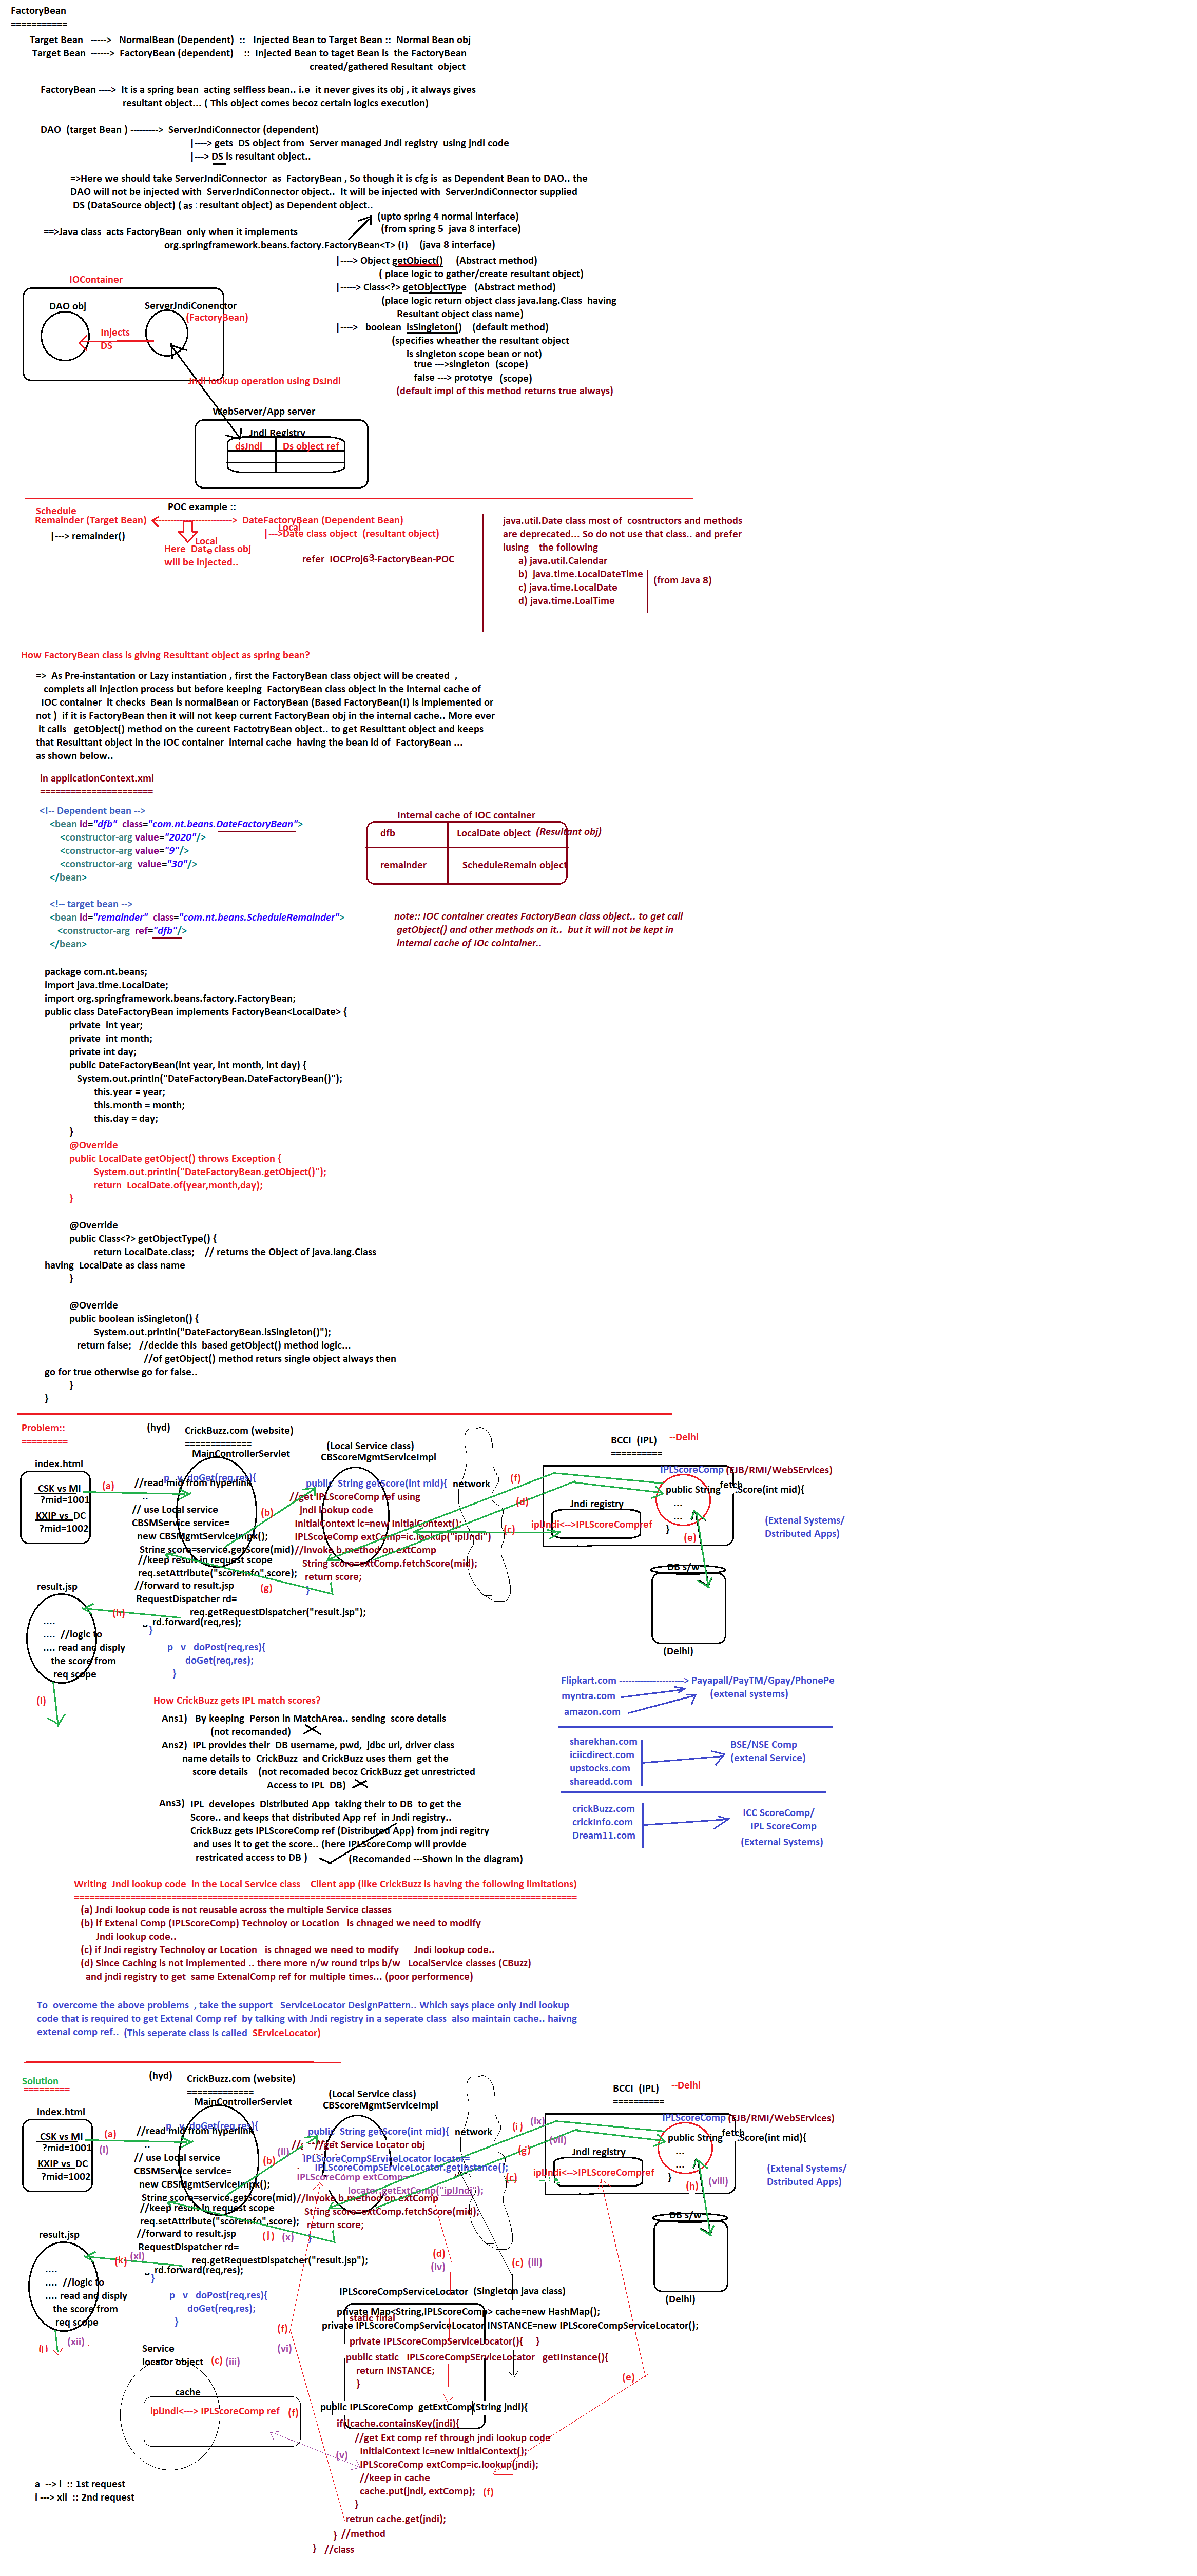 FactoryBean
===========
Target Bean -----> NormalBean (Dependent) :: Injected Bean to Target Bean :: Normal Bean obj
Target Bean ------> FactoryBean (dependent) :: Injected Bean to taget Bean is the FactoryBean
created/gathered Resultant object
FactoryBean ----> It is a spring bean acting selfless bean.. i.e it never gives its obj , it always gives
resultant object... ( This object comes becoz certain logics execution)
DAO (target Bean ) ---------> ServerJndiConnector (dependent)
|----> gets DS object from Server managed Jndi registry using jndi code
|---> DS is resultant object..
=>Here we should take ServerJndiConnector as FactoryBean , So though it is cfg is as Dependent Bean to DAO.. the
DAO will not be injected with ServerJndiConnector object.. It will be injected with ServerJndiConnector supplied
DS (DataSource object) ( as resultant object) as Dependent object..
(upto spring 4 normal interface)
(from spring 5 java 8 interface)
==>Java class acts FactoryBean only when it implements
org.springframework.beans.factory.FactoryBean<T> (I) (java 8 interface)
|----> Object getObject() (Abstract method)
( place logic to gather/create resultant object)
|-----> Class<?> getObjectType (Abstract method)
(place logic return object class java.lang.Class having
Resultant object class name)
|----> boolean isSingleton() (default method)
(specifies wheather the resultant object
is singleton scope bean or not)
true --->singleton (scope)
false ---> prototye (scope)
(default impl of this method returns true always)
IOContainer
DAO obj
ServerJndiConenctor
(FactoryBean)
Injects
DS
Jndi lookup operation using DsJndi
WebServer/App server
Jndi Registry
dsJndi Ds object ref
POC example ::
Schedule
Remainder (Target Bean) <-------------------------> DateFactoryBean (Dependent Bean)
Local
|---> remainder() |--->Date class object (resultant object)
Local
Here Date class obj
will be injected..
refer IOCProj63-FactoryBean-POC
java.util.Date class most of cosntructors and methods
are deprecated... So do not use that class.. and prefer
iusing the following
a) java.util.Calendar
b) java.time.LocalDateTime
c) java.time.LocalDate
d) java.time.LoalTime
(from Java 8)
How FactoryBean class is giving Resulttant object as spring bean?
=> As Pre-instantation or Lazy instantiation , first the FactoryBean class object will be created ,
complets all injection process but before keeping FactoryBean class object in the internal cache of
IOC container it checks Bean is normalBean or FactoryBean (Based FactoryBean(I) is implemented or
not ) if it is FactoryBean then it will not keep current FactoryBean obj in the internal cache.. More ever
it calls getObject() method on the cureent FactotryBean object.. to get Resulttant object and keeps
that Resulttant object in the IOC container internal cache having the bean id of FactoryBean ...
as shown below..
in applicationContext.xml
======================
<!-- Dependent bean -->
<bean id="dfb" class="com.nt.beans.DateFactoryBean">
<constructor-arg value="2020"/>
<constructor-arg value="9"/>
<constructor-arg value="30"/>
</bean>
Internal cache of IOC container
dfb LocalDate object (Resultant obj)
remainder ScheduleRemain object
<!-- target bean -->
<bean id="remainder" class="com.nt.beans.ScheduleRemainder">
<constructor-arg ref="dfb"/>
</bean>
note:: IOC container creates FactoryBean class object.. to get call
getObject() and other methods on it.. but it will not be kept in
internal cache of IOc cointainer..
package com.nt.beans;
import java.time.LocalDate;
import org.springframework.beans.factory.FactoryBean;
public class DateFactoryBean implements FactoryBean<LocalDate> {
private int year;
private int month;
private int day;
public DateFactoryBean(int year, int month, int day) {
System.out.println("DateFactoryBean.DateFactoryBean()");
this.year = year;
this.month = month;
this.day = day;
}
@Override
public LocalDate getObject() throws Exception {
System.out.println("DateFactoryBean.getObject()");
return LocalDate.of(year,month,day);
}
@Override
public Class<?> getObjectType() {
return LocalDate.class; // returns the Object of java.lang.Class
having LocalDate as class name
}
@Override
public boolean isSingleton() {
System.out.println("DateFactoryBean.isSingleton()");
return false; //decide this based getObject() method logic...
//of getObject() method returs single object always then
go for true otherwise go for false..
}
}
Problem::
=========
(hyd)
CrickBuzz.com (website)
=============
MainControllerServlet
(Local Service class)
CBScoreMgmtServiceImpl
BCCI (IPL) --Delhi
==========
index.html
CSK vs MI
?mid=1001
KXIP vs DC
?mid=1002
(a)
p v doGet(req,res){
//read mid from hyperlink
..
// use Local service
CBSMService service=
new CBSMgmtServiceImpk();
String score=service.getScore(mid)
//keep result in request scope
req.setAttribute("scoreInfo",score);
//forward to result.jsp
RequestDispatcher rd=
req.getRequestDispatcher("result.jsp");
rd.forward(req,res);
}
p v doPost(req,res){
doGet(req,res);
}
(b)
public String getScore(int mid){
//get IPLScoreComp ref using
jndi lookup code
InitialContext ic=new InitialContext();
IPLScoreComp extComp=ic.lookup("iplJndi")
//invoke b.method on extComp
String score=extComp.fetchScore(mid);
return score;
}
network
(f)
(d)
(c)
(g)
(h)
(i)
Jndi registry
iplJndi<-->IPLScoreCompref
IPLScoreComp (EJB/RMI/WebSErvices)
fetch
public String Score(int mid){
...
...
}
(e)
(Extenal Systems/
Dstributed Apps)
DB s/w
(Delhi)
result.jsp
....
.... //logic to
.... read and disply
the score from
req scope
How CrickBuzz gets IPL match scores?
Ans1) By keeping Person in MatchArea.. sending score details
(not recomanded)
Ans2) IPL provides their DB username, pwd, jdbc url, driver class
name details to CrickBuzz and CrickBuzz uses them get the
score details (not recomaded becoz CrickBuzz get unrestricted
Access to IPL DB)
Ans3) IPL developes Distributed App taking their to DB to get the
Score.. and keeps that distributed App ref in Jndi registry..
CrickBuzz gets IPLScoreComp ref (Distributed App) from jndi regitry
and uses it to get the score.. (here IPLScoreComp will provide
restricated access to DB )
(Recomanded ---Shown in the diagram)
Flipkart.com --------------------> Payapall/PayTM/Gpay/PhonePe
myntra.com (extenal systems)
amazon.com
sharekhan.com
iciicdirect.com
upstocks.com
shareadd.com
BSE/NSE Comp
(extenal Service)
crickBuzz.com
crickInfo.com
Dream11.com
ICC ScoreComp/
IPL ScoreComp
(External Systems)
Writing Jndi lookup code in the Local Service class Client app (like CrickBuzz is having the following limitations)
(a) Jndi lookup code is not reusable across the multiple Service classes
(b) if Extenal Comp (IPLScoreComp) Technoloy or Location is chnaged we need to modify
Jndi lookup code..
(c) if Jndi registry Technoloy or Location is chnaged we need to modify Jndi lookup code..
(d) Since Caching is not implemented .. there more n/w round trips b/w LocalService classes (CBuzz)
and jndi registry to get same ExtenalComp ref for multiple times... (poor performence)
To overcome the above problems , take the support ServiceLocator DesignPattern.. Which says place only Jndi lookup
code that is required to get Extenal Comp ref by talking with Jndi registry in a seperate class also maintain cache.. haivng
extenal comp ref.. (This seperate class is called SErviceLocator)
Solution
=========
(hyd)
CrickBuzz.com (website)
=============
MainControllerServlet
(Local Service class)
CBScoreMgmtServiceImpl
BCCI (IPL) --Delhi
==========
index.html
CSK vs MI
?mid=1001
KXIP vs DC
?mid=1002
(a)
(i)
p v doGet(req,res){
//read mid from hyperlink
..
// use Local service
CBSMService service=
new CBSMgmtServiceImpk();
String score=service.getScore(mid)
//keep result in request scope
req.setAttribute("scoreInfo",score);
//forward to result.jsp
RequestDispatcher rd=
req.getRequestDispatcher("result.jsp");
rd.forward(req,res);
}
p v doPost(req,res){
doGet(req,res);
}
(b) (ii)
public String getScore(int mid){
//get Service Locator obj
IPLScoreCompSErviceLocator locator=
IPLScoreCompSErviceLocator.getInstance();
IPLScoreComp extComp=
locator.getExtComp("iplJndi");
//invoke b.method on extComp
String score=extComp.fetchScore(mid);
return score;
}
network
(i) (ix)
(g) (vii)
(c)
Jndi registry
iplJndi<-->IPLScoreCompref
IPLScoreComp (EJB/RMI/WebSErvices)
fetch
public String Score(int mid){
...
...
}
(h) (viii)
(Extenal Systems/
Dstributed Apps)
DB s/w
(Delhi)
result.jsp
....
.... //logic to
.... read and disply
the score from
req scope
(j) (x)
(k) (xi)
(l) (xii)
(d)
(iv)
(c) (iii)
IPLScoreCompServiceLocator (Singleton java class)
private Map<String,IPLScoreComp> cache=new HashMap();
static final
private IPLScoreCompServiceLocator INSTANCE=new IPLScoreCompServiceLocator();
private IPLScoreCompServiceLocator(){ }
public static IPLScoreCompSErviceLocator getIInstance(){
return INSTANCE;
}
public IPLScoreComp getExtComp(String jndi){
if(!cache.containsKey(jndi){
//get Ext comp ref through jndi lookup code
InitialContext ic=new InitialContext();
IPLScoreComp extComp=ic.lookup(jndi);
//keep in cache
cache.put(jndi, extComp); (f)
}
retrun cache.get(jndi);
} //method
} //class
(f)
(vi)
(e)
(v)
Service
locator object (c) (iii)
cache
iplJndi<---> IPLScoreComp ref (f)
a --> l :: 1st request
i ---> xii :: 2nd request